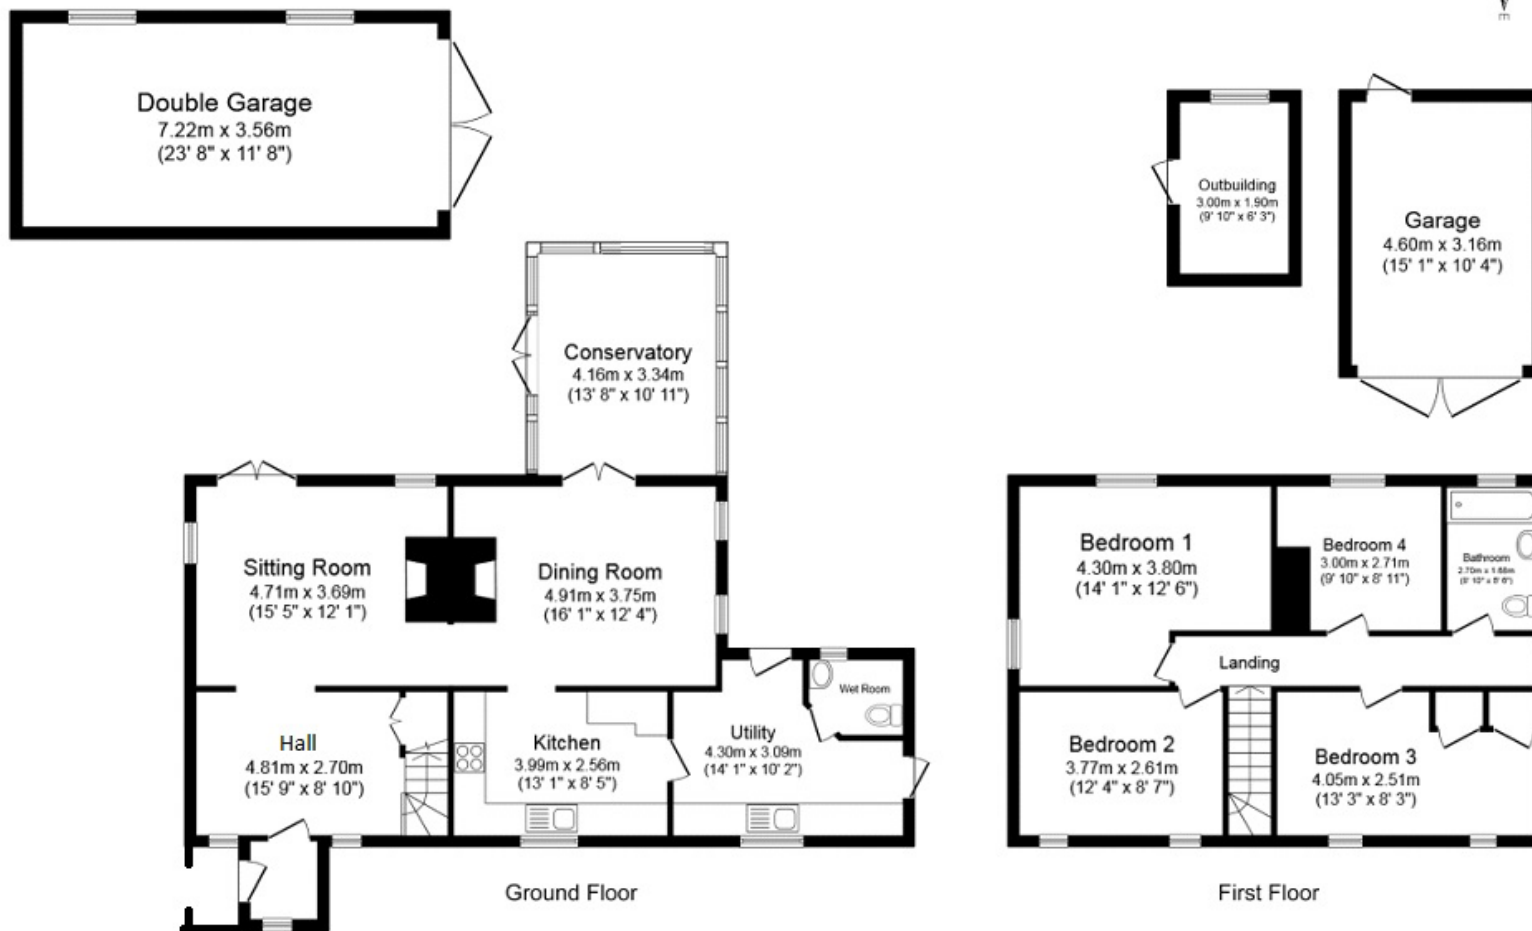 Double Garage
7.22m x 3.56m
(23' 8" x 11' 8")
Outbuilding
3.00m x 1.90m
(9' 10" x 6' 3")
Garage
4.60m x 3.16m
(15' 1" x 10' 4")
Conservatory
4.16m x 3.34m
(13' 8" x 10' 11")
Sitting Room
4.71m x 3.69m
(15' 5" x 12' 1")
Dining Room
4.91m x 3.75m
(16' 1" x 12' 4")
Wet Room
Hall
4.81m x 2.70m
(15' 9" x 8' 10")
Kitchen
3.99m x 2.56m
(13' 1" x 8' 5")
Utility
4.30m x 3.09m
(14' 1" x 10' 2")
Ground Floor
Bedroom 1
4.30m x 3.80m
(14' 1" x 12' 6")
Bedroom 4
3.00m x 2.71m
(9' 10" x 8' 11")
Bathroom
2.70m x
(8' 10" x
Landing
Bedroom 2
3.77m x 2.61m
(12' 4" x 8' 7")
Bedroom 3
4.05m x 2.51m
(13' 3" x 8' 3")
First Floor